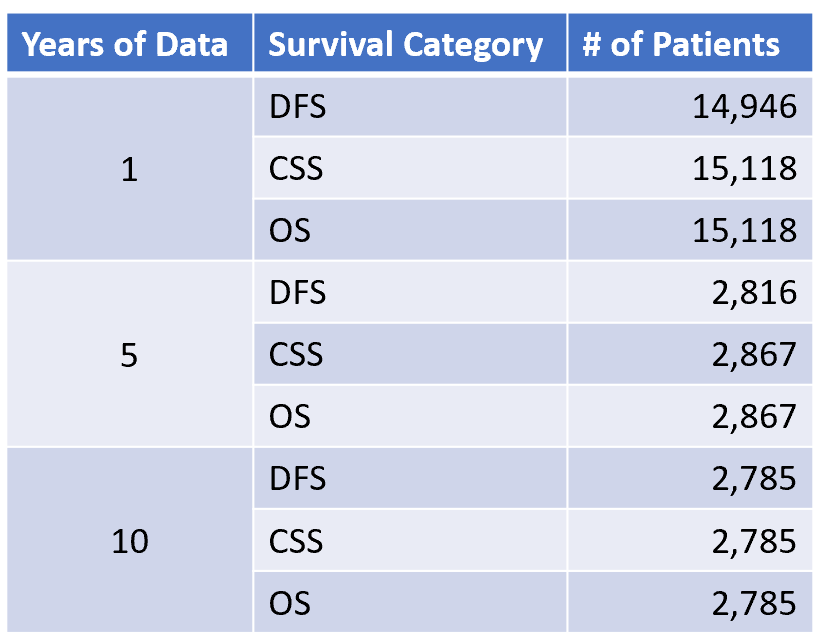 Years of Data Survival Category # of Patients
DFS 14,946
1 CSS 15,118
OS 15,118
DFS 2,816
5 CSS 2,867
OS 2,867
DFS 2,785
10 CSS 2,785
OS 2,785